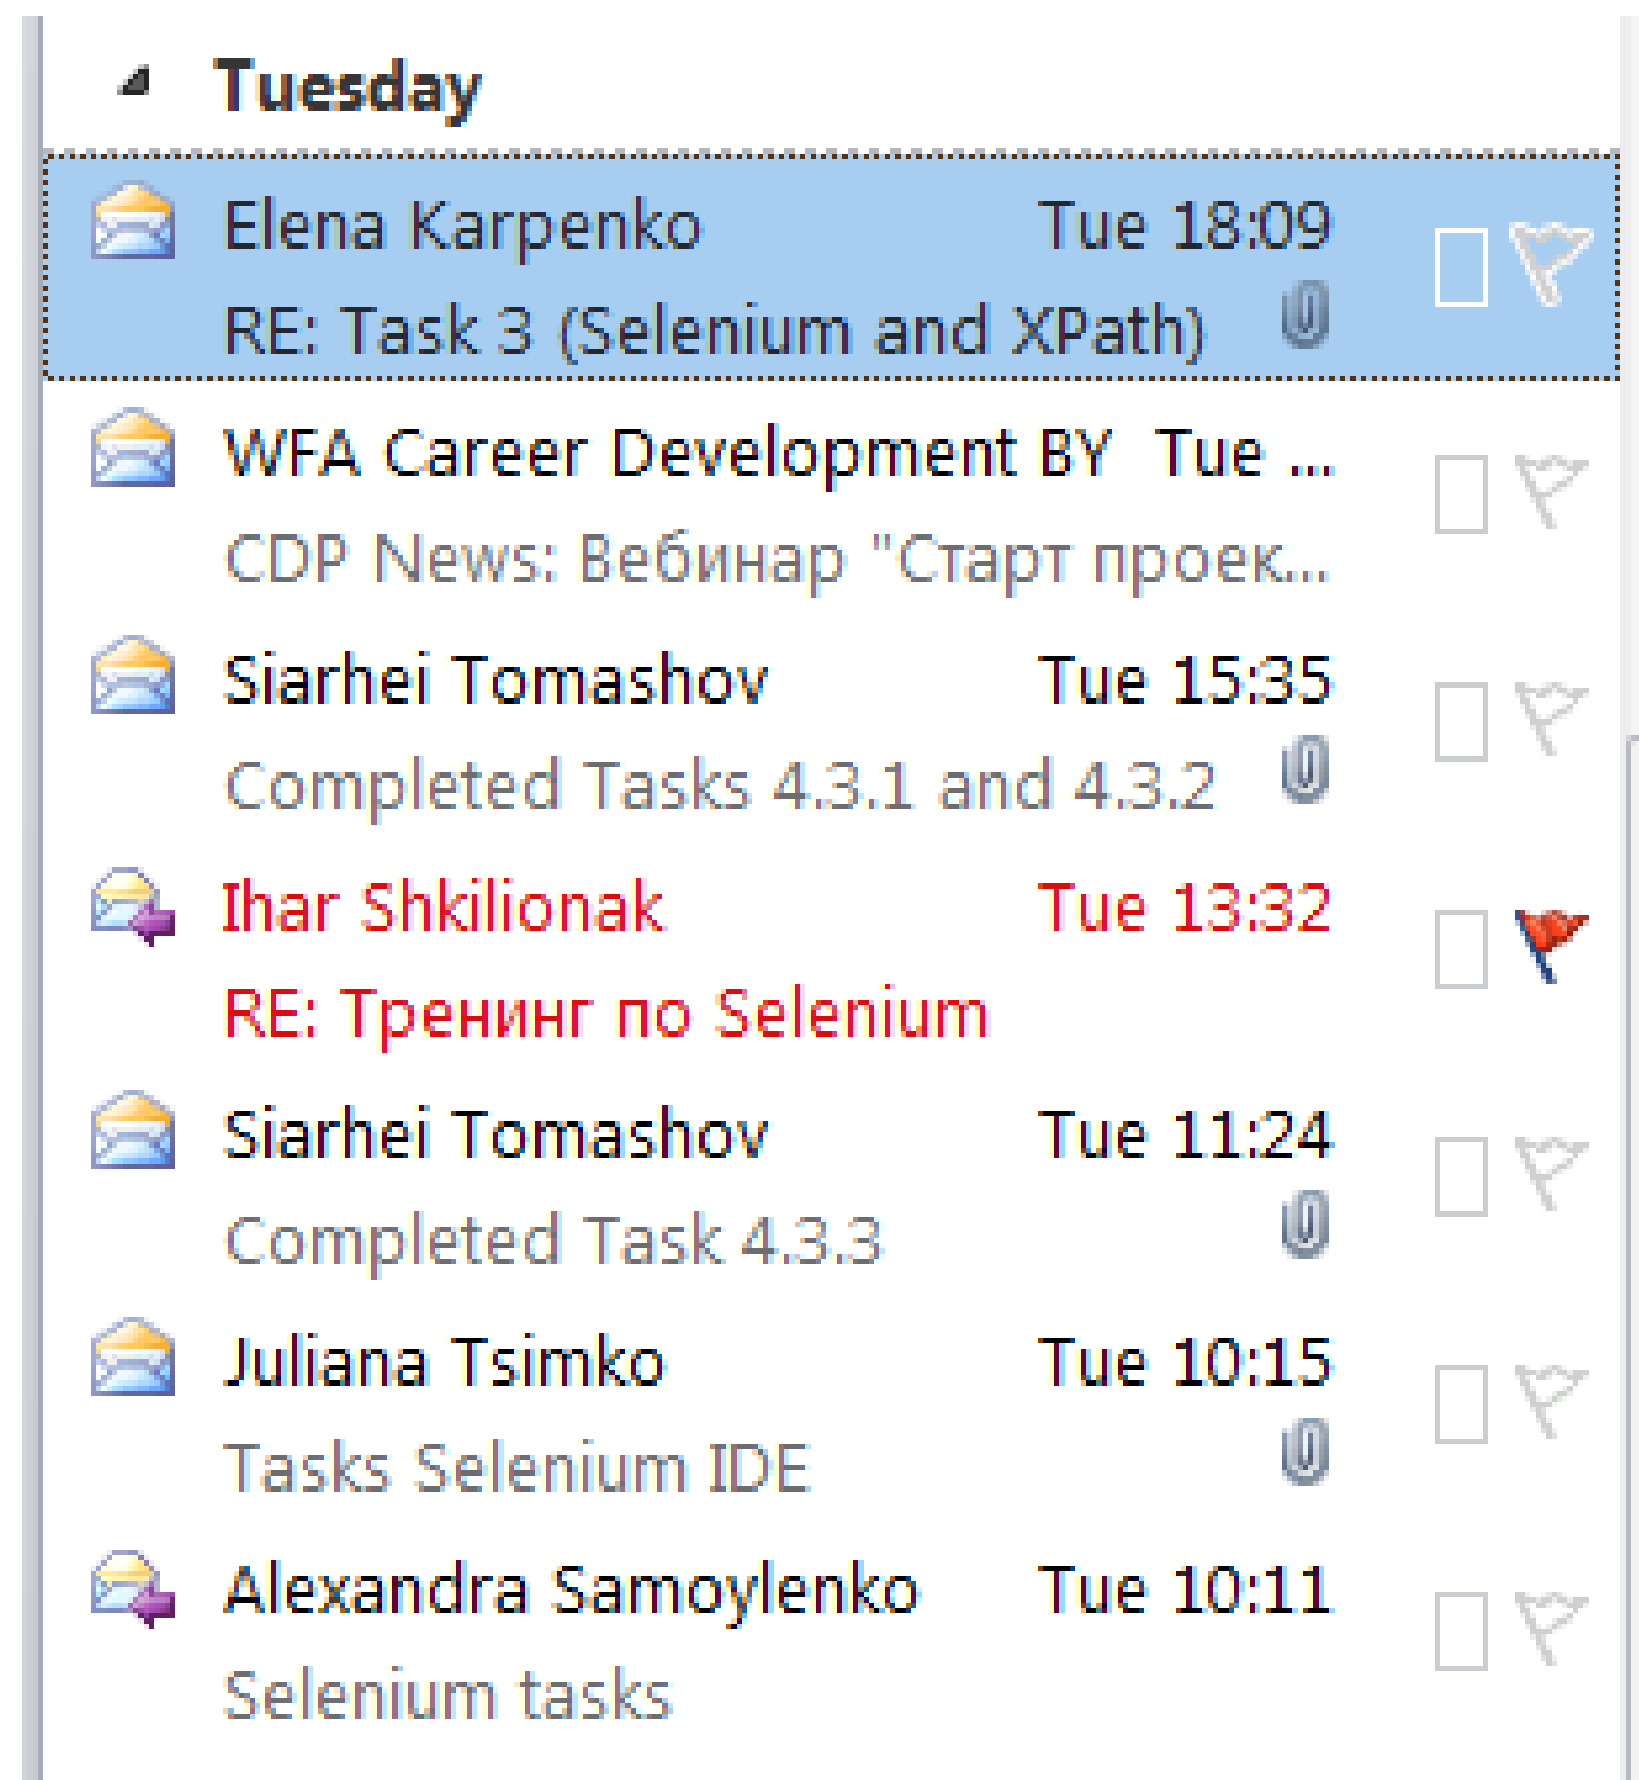 Tuesday
Elena Karpenko Tue 18:09
RE: Task 3 (Selenium and XPath)
WFA Career Development BY Tue ...
CDP News: Вебинар "Старт проек...
Siarhei Tomashov Tue 15:35
Completed Tasks 4.3.1 and 4.3.2
Ihar Shkilionak Tue 13:32
RE: Тренинг по Selenium
Siarhei Tomashov Tue 11:24
Completed Task 4.3.3
Juliana Tsimko Tue 10:15
Tasks Selenium IDE
Alexandra Samoylenko Tue 10:11
Selenium tasks